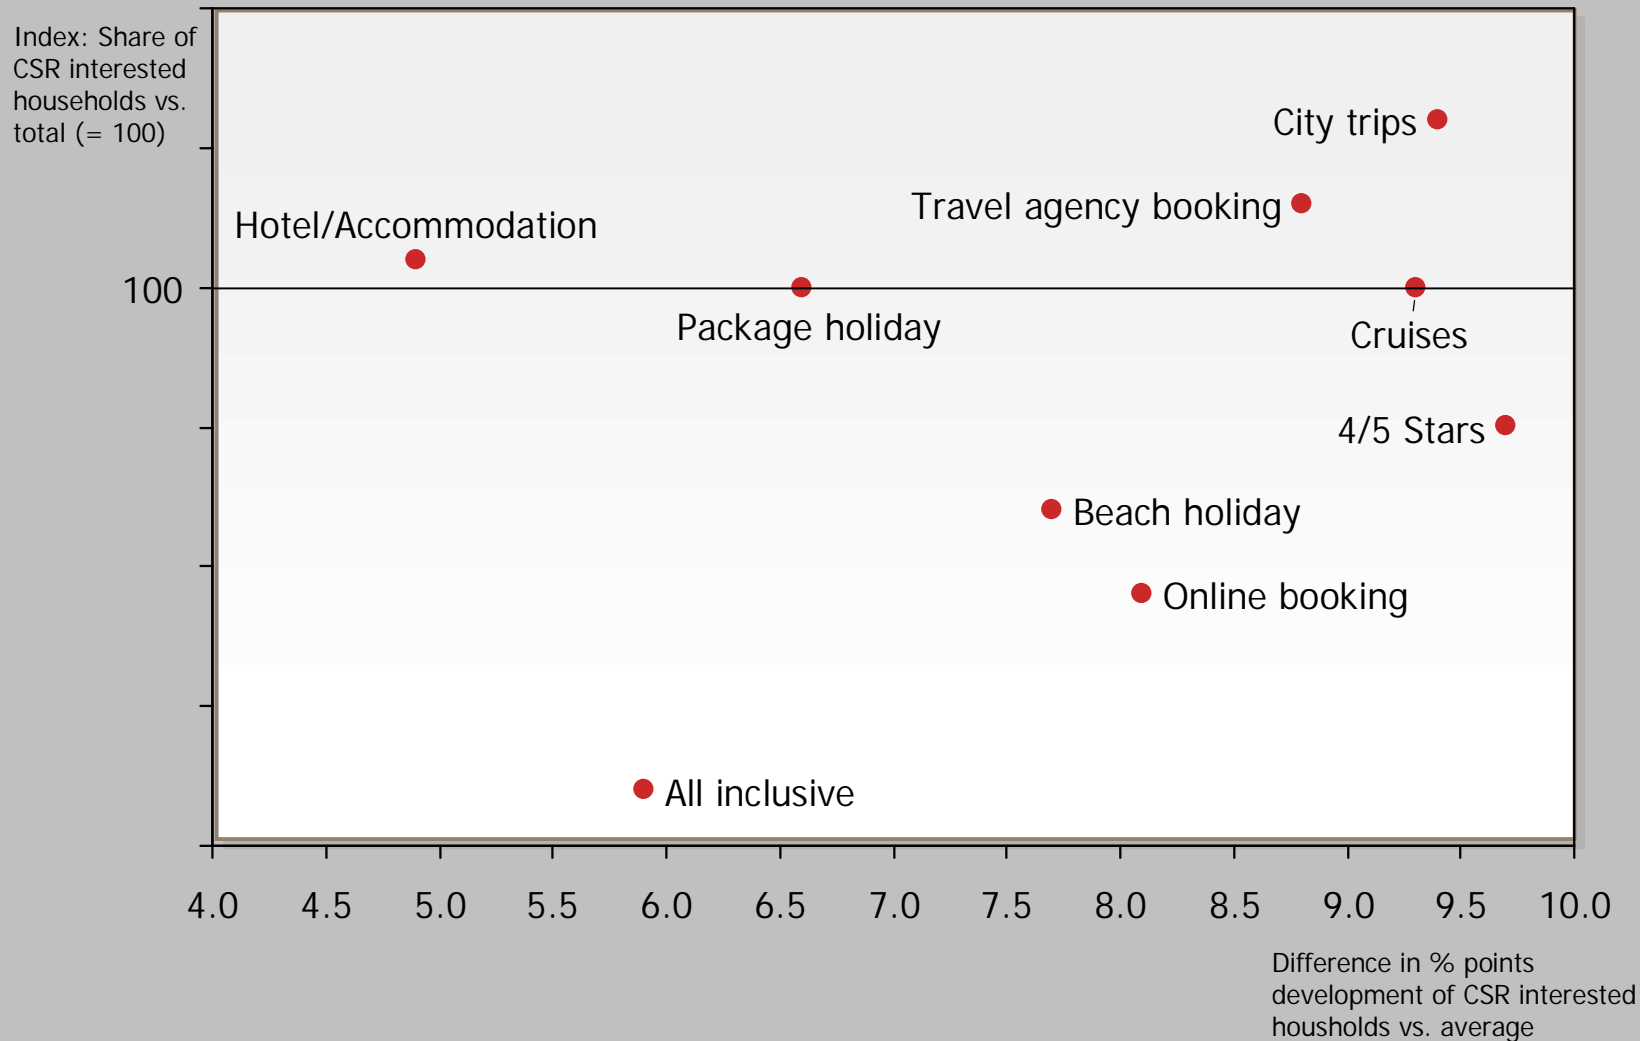 Index: Share of
CSR interested
households vs.
total (= 100)
City trips
Travel agency booking
Hotel/Accommodation
100
Package holiday
Cruises
4/5 Stars
Beach holiday
Online booking
All inclusive
4.0 4.5 5.0 5.5 6.0 6.5 7.0 7.5 8.0 8.5 9.0 9.5 10.0
Difference in % points
development of CSR interested
housholds vs. average